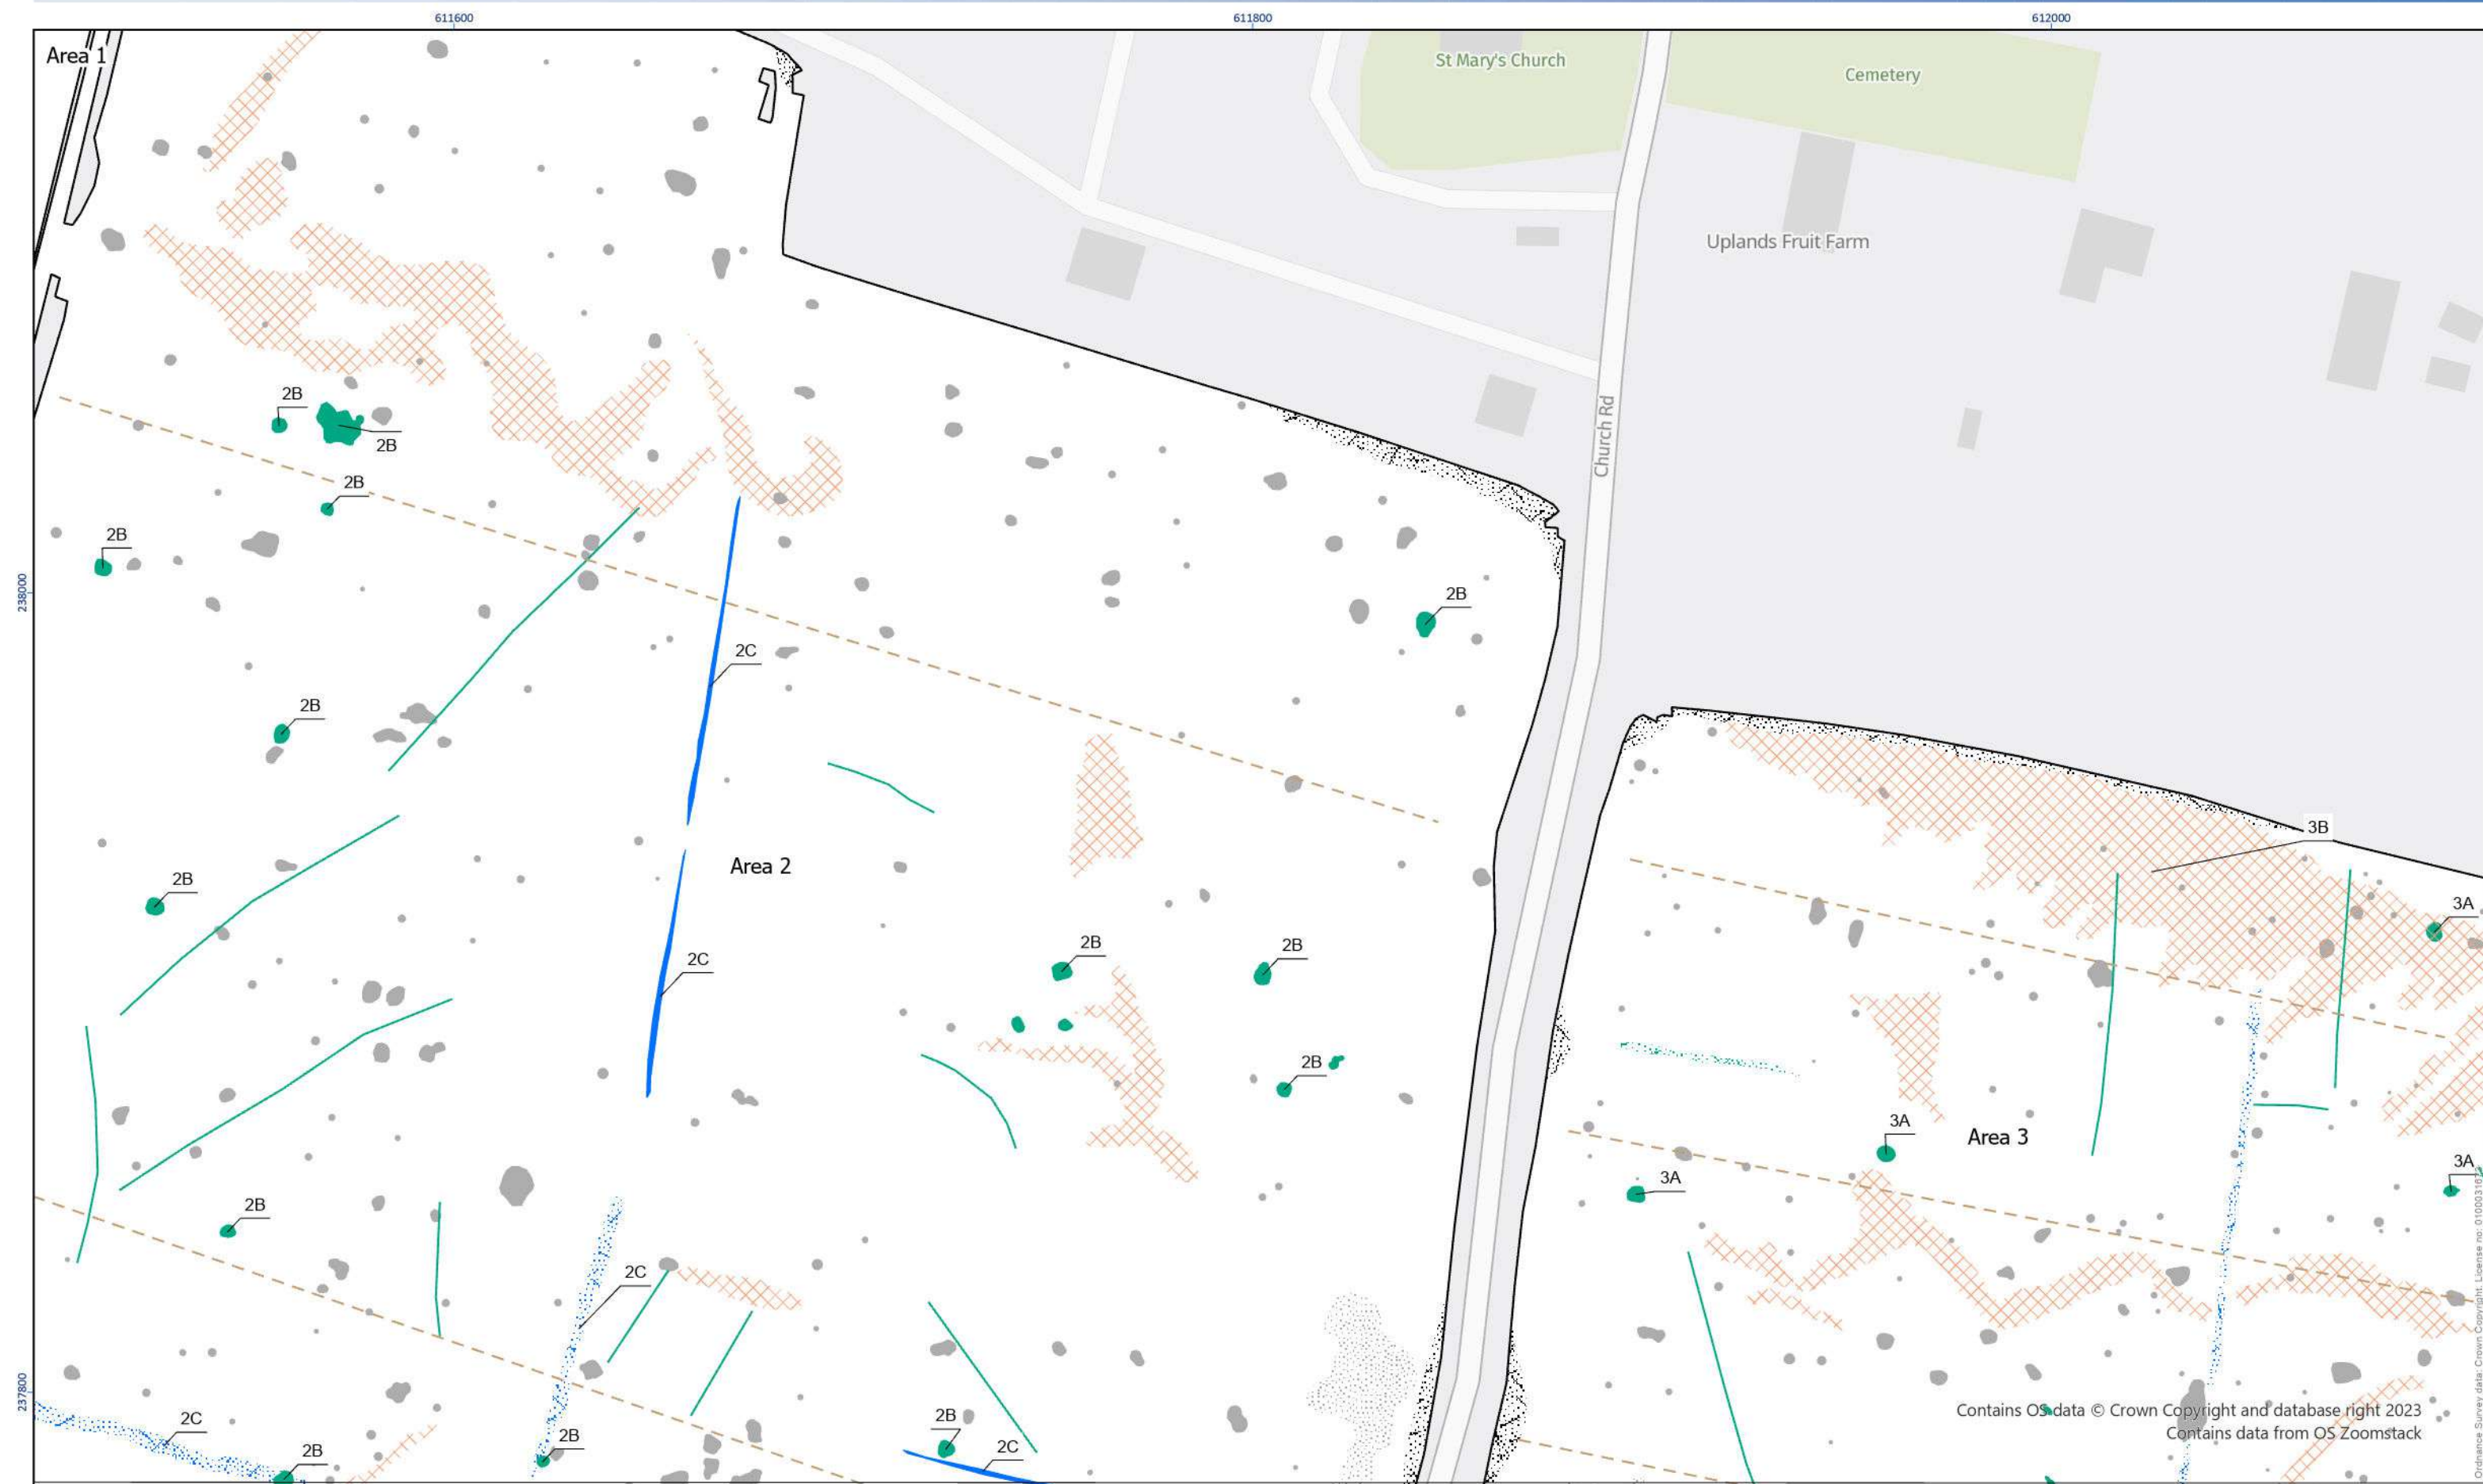 611600
611800
612000
Area 1
St Mary's Church
Cemetery
Uplands Fruit Farm
Church Rd
2B
2B
2B
2B
238000
2B
2C
2B
Area 2
3B
2B
3A
2C
2B
2B
2B
3A
Area 3
3A
3A
2B
2C
237800
2B
2C
2C
2B
2B
2C
Contains OS data © Crown Copyright and database right 2023
Contains data from OS Zoomstack